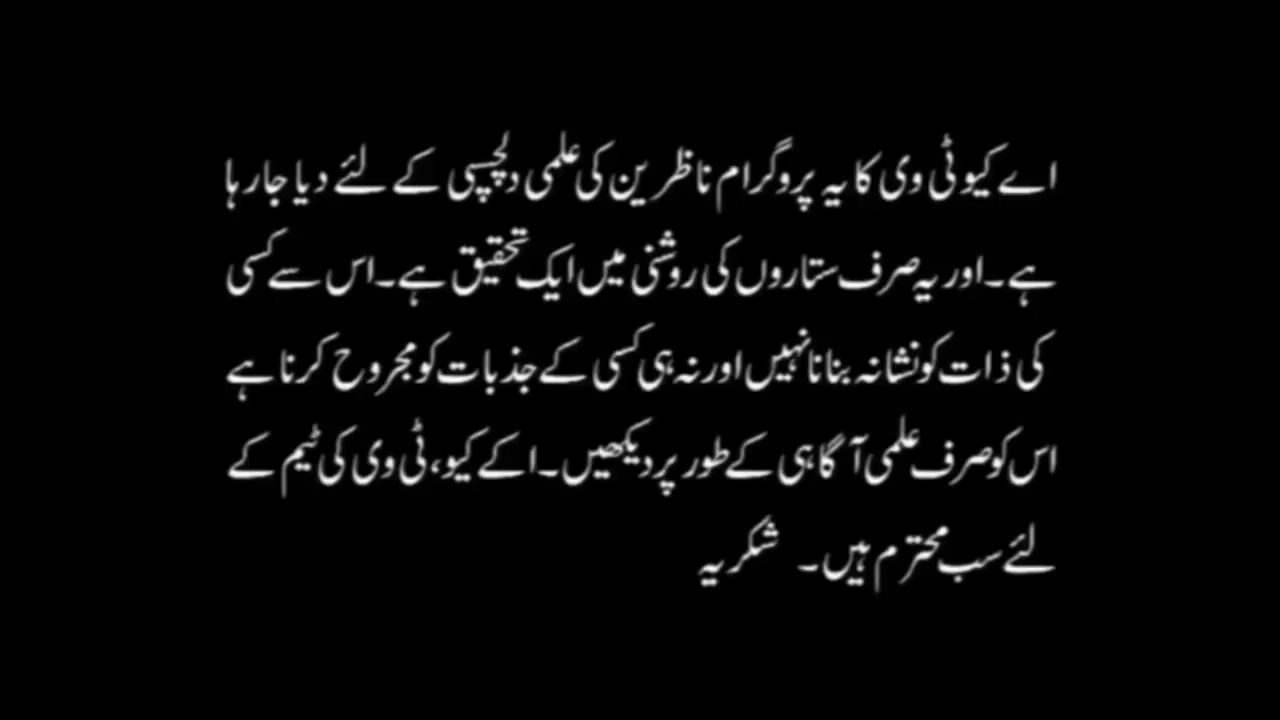 اے کیو ٹی وی کا یہ پروگرام ناظرین کی علمی دلچسپی کے لئے دیا جارہا
ہے۔ اور یہ صرف ستاروں کی روشنی میں ایک تحقیق ہے۔ اس سے کسی
کی ذات کو نشانہ بنانا نہیں اور نہ ہی کسی کے جذبات کو مجروح کرنا ہے
اس کو صرف علمی آگاہی کے طور پر دیکھیں۔ اکے کیو، ٹی وی کی ٹیم کے
لئے سب محترم ہیں۔ شکریہ